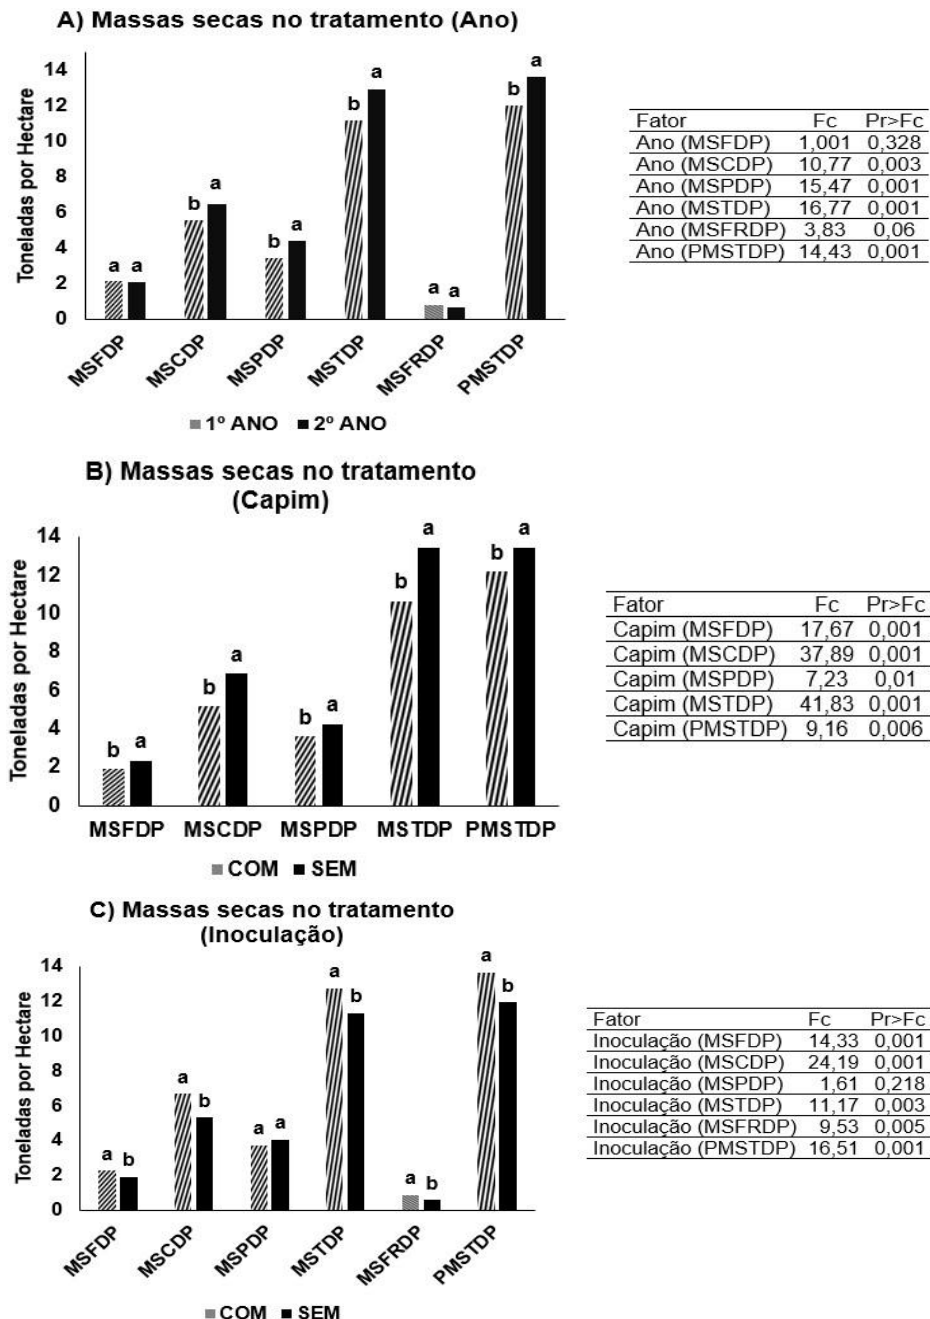 A) Massas secas no tratamento (Ano)
Toneladas por Hectare
14
12
10
8
6
4
2
0
a a
b a
b a
b a
a a
b a
MSFDP MSCDP MSPDP MSTDP MSFRDP PMSTDP
1º ANO 2º ANO
Fator Fc Pr>Fc
Ano (MSFDP) 1,001 0,328
Ano (MSCDP) 10,77 0,003
Ano (MSPDP) 15,47 0,001
Ano (MSTDP) 16,77 0,001
Ano (MSFRDP) 3,83 0,06
Ano (PMSTDP) 14,43 0,001
B) Massas secas no tratamento
(Capim)
Toneladas por Hectare
14
12
10
8
6
4
2
0
b a
b a
b a
b a
b a
MSFDP MSCDP MSPDP MSTDP PMSTDP
COM SEM
Fator Fc Pr>Fc
Capim (MSFDP) 17,67 0,001
Capim (MSCDP) 37,89 0,001
Capim (MSPDP) 7,23 0,01
Capim (MSTDP) 41,83 0,001
Capim (PMSTDP) 9,16 0,006
C) Massas secas no tratamento
(Inoculação)
Toneladas por Hectare
14
12
10
8
6
4
2
0
a b
a b
a a
a b
a b
a b
MSFDP MSCDP MSPDP MSTDP MSFRDP PMSTDP
COM SEM
Fator Fc Pr>Fc
Inoculação (MSFDP) 14,33 0,001
Inoculação (MSCDP) 24,19 0,001
Inoculação (MSPDP) 1,61 0,218
Inoculação (MSTDP) 11,17 0,003
Inoculação (MSFRDP) 9,53 0,005
Inoculação (PMSTDP) 16,51 0,001